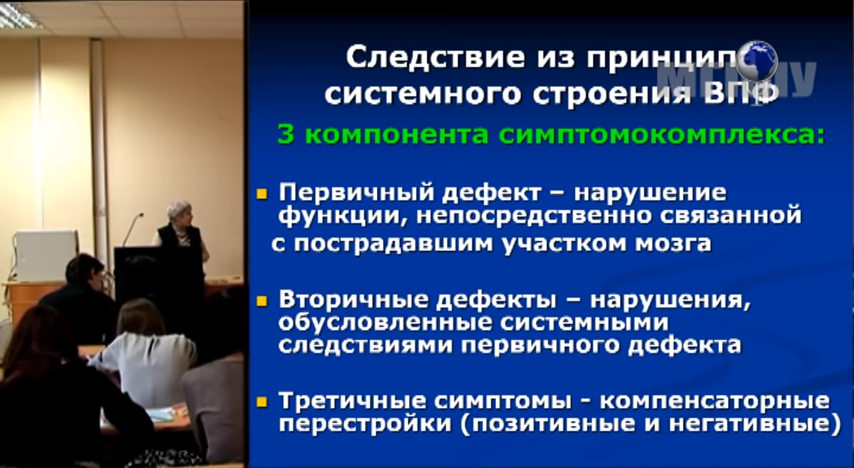 Следствие из принципа
системного строения ВПФ
3 компонента симптомокомплекса:
Первичный дефект – нарушение
функции, непосредственно связанной
с пострадавшим участком мозга
Вторичные дефекты – нарушения,
обусловленные системными
следствиями первичного дефекта
Третичные симптомы - компенсаторные
перестройки (позитивные и негативные)